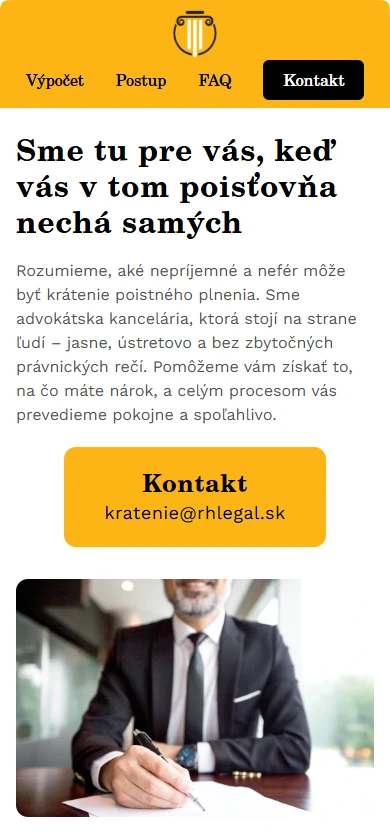 Výpočet Postup FAQ Kontakt
Sme tu pre vás, keď
vás v tom poisťovňa
nechá samých
Rozumieme, aké nepríjemné a nefér môže
byť krátenie poistného plnenia. Sme
advokátska kancelária, ktorá stojí na strane
ľudí – jasne, ústretovo a bez zbytočných
právnických rečí. Pomôžeme vám získať to,
na čo máte nárok, a celým procesom vás
prevedieme pokojne a spoľahlivo.
Kontakt
kratenie@rhlegal.sk